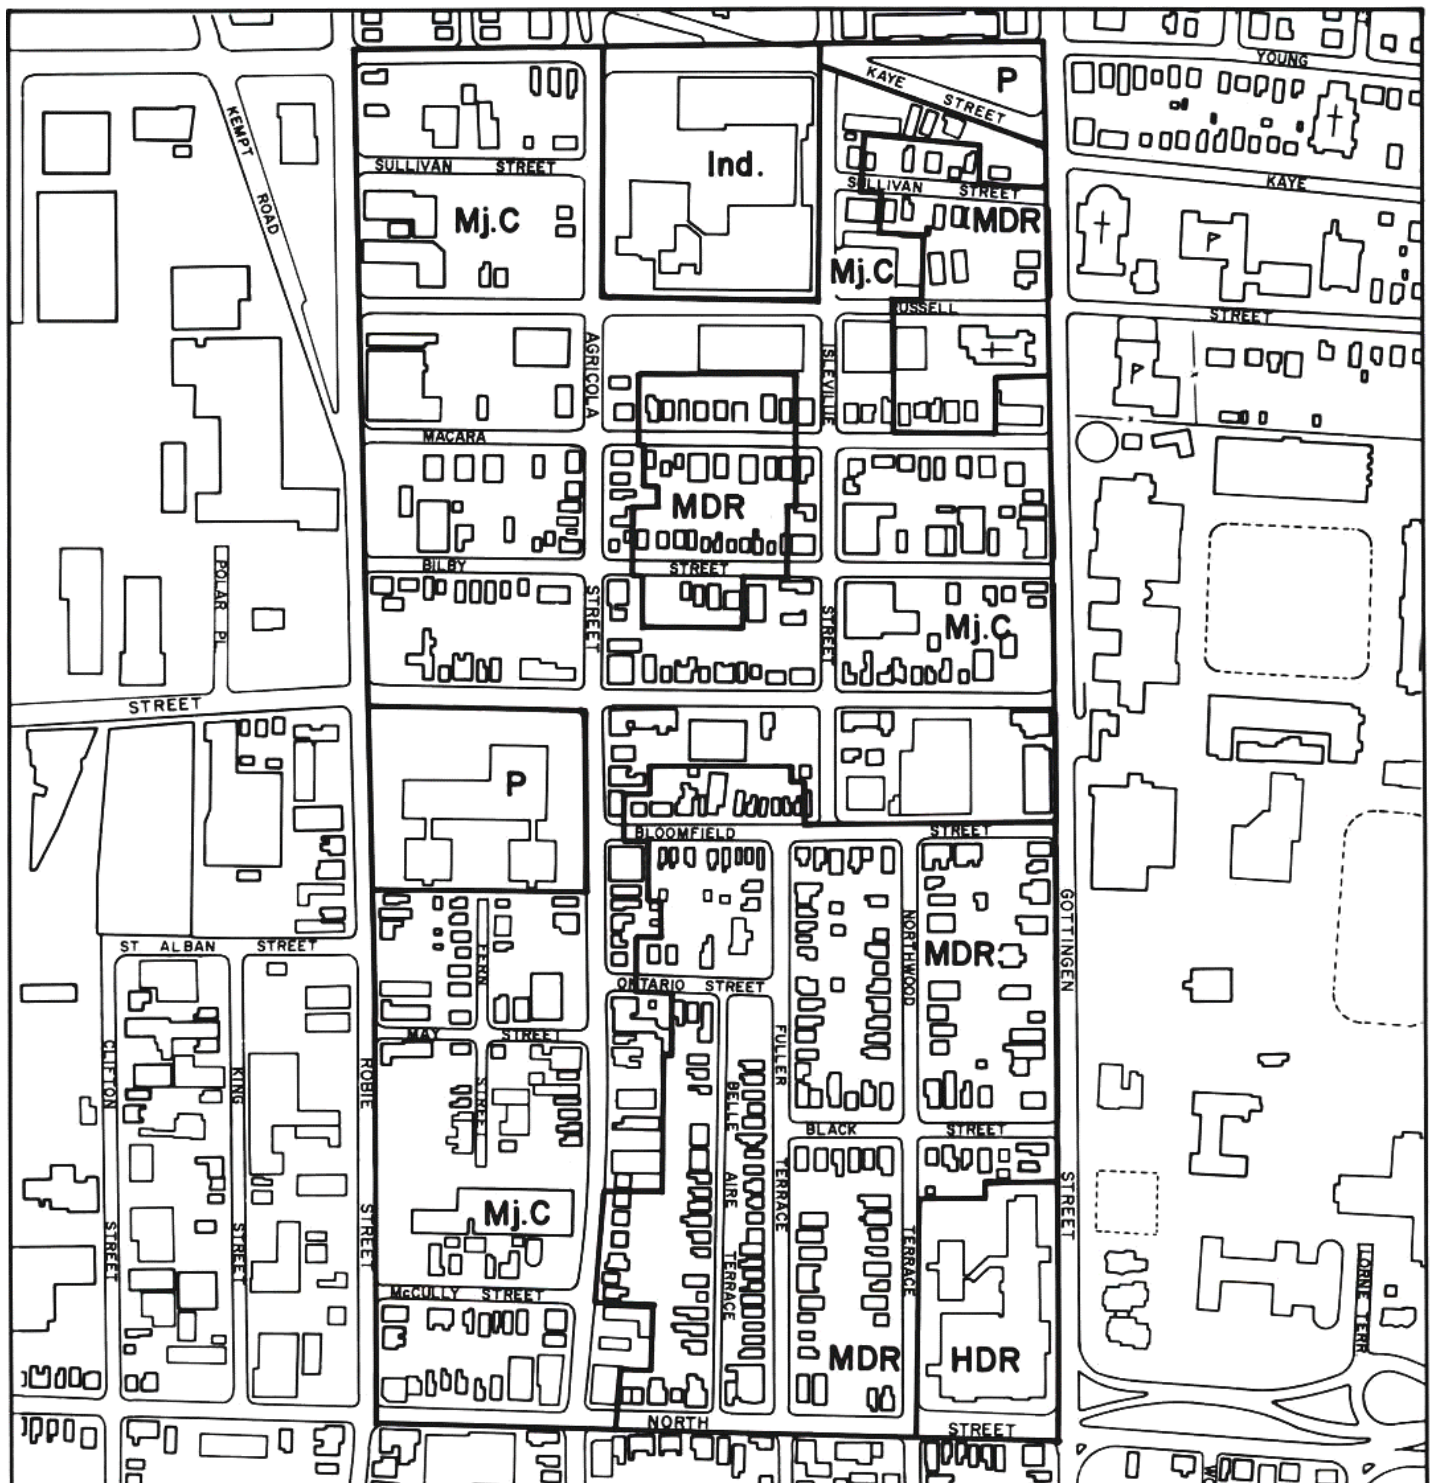 YOUNG
KAYE STREET
P
KEMPT ROAD
Ind.
SULLIVAN STREET
KAYE
SULLIVAN STREET
Mj.C
MDR
P
Mj.C
RUSSELL
STREET
AGRICOLA
ISLEVILLE
P
MACARA
MDR
BILBY
STREET
POLAR PL.
STREET
STREET
Mj.C
STREET
P
BLOOMFIELD
STREET
GOTTINGEN
NORTHWOOD
ST ALBAN STREET
FERN
MDR
ONTARIO STREET
MAY STREET
FULLER
CLIFTON
KING
ROBIE
STREET
BELLE AIRE TERRACE
BLACK
STREET
TERRACE
STREET
Mj.C
STREET
STREET
STREET
TERRACE
LORNE TERR
McCULLY STREET
MDR
HDR
NORTH
STREET